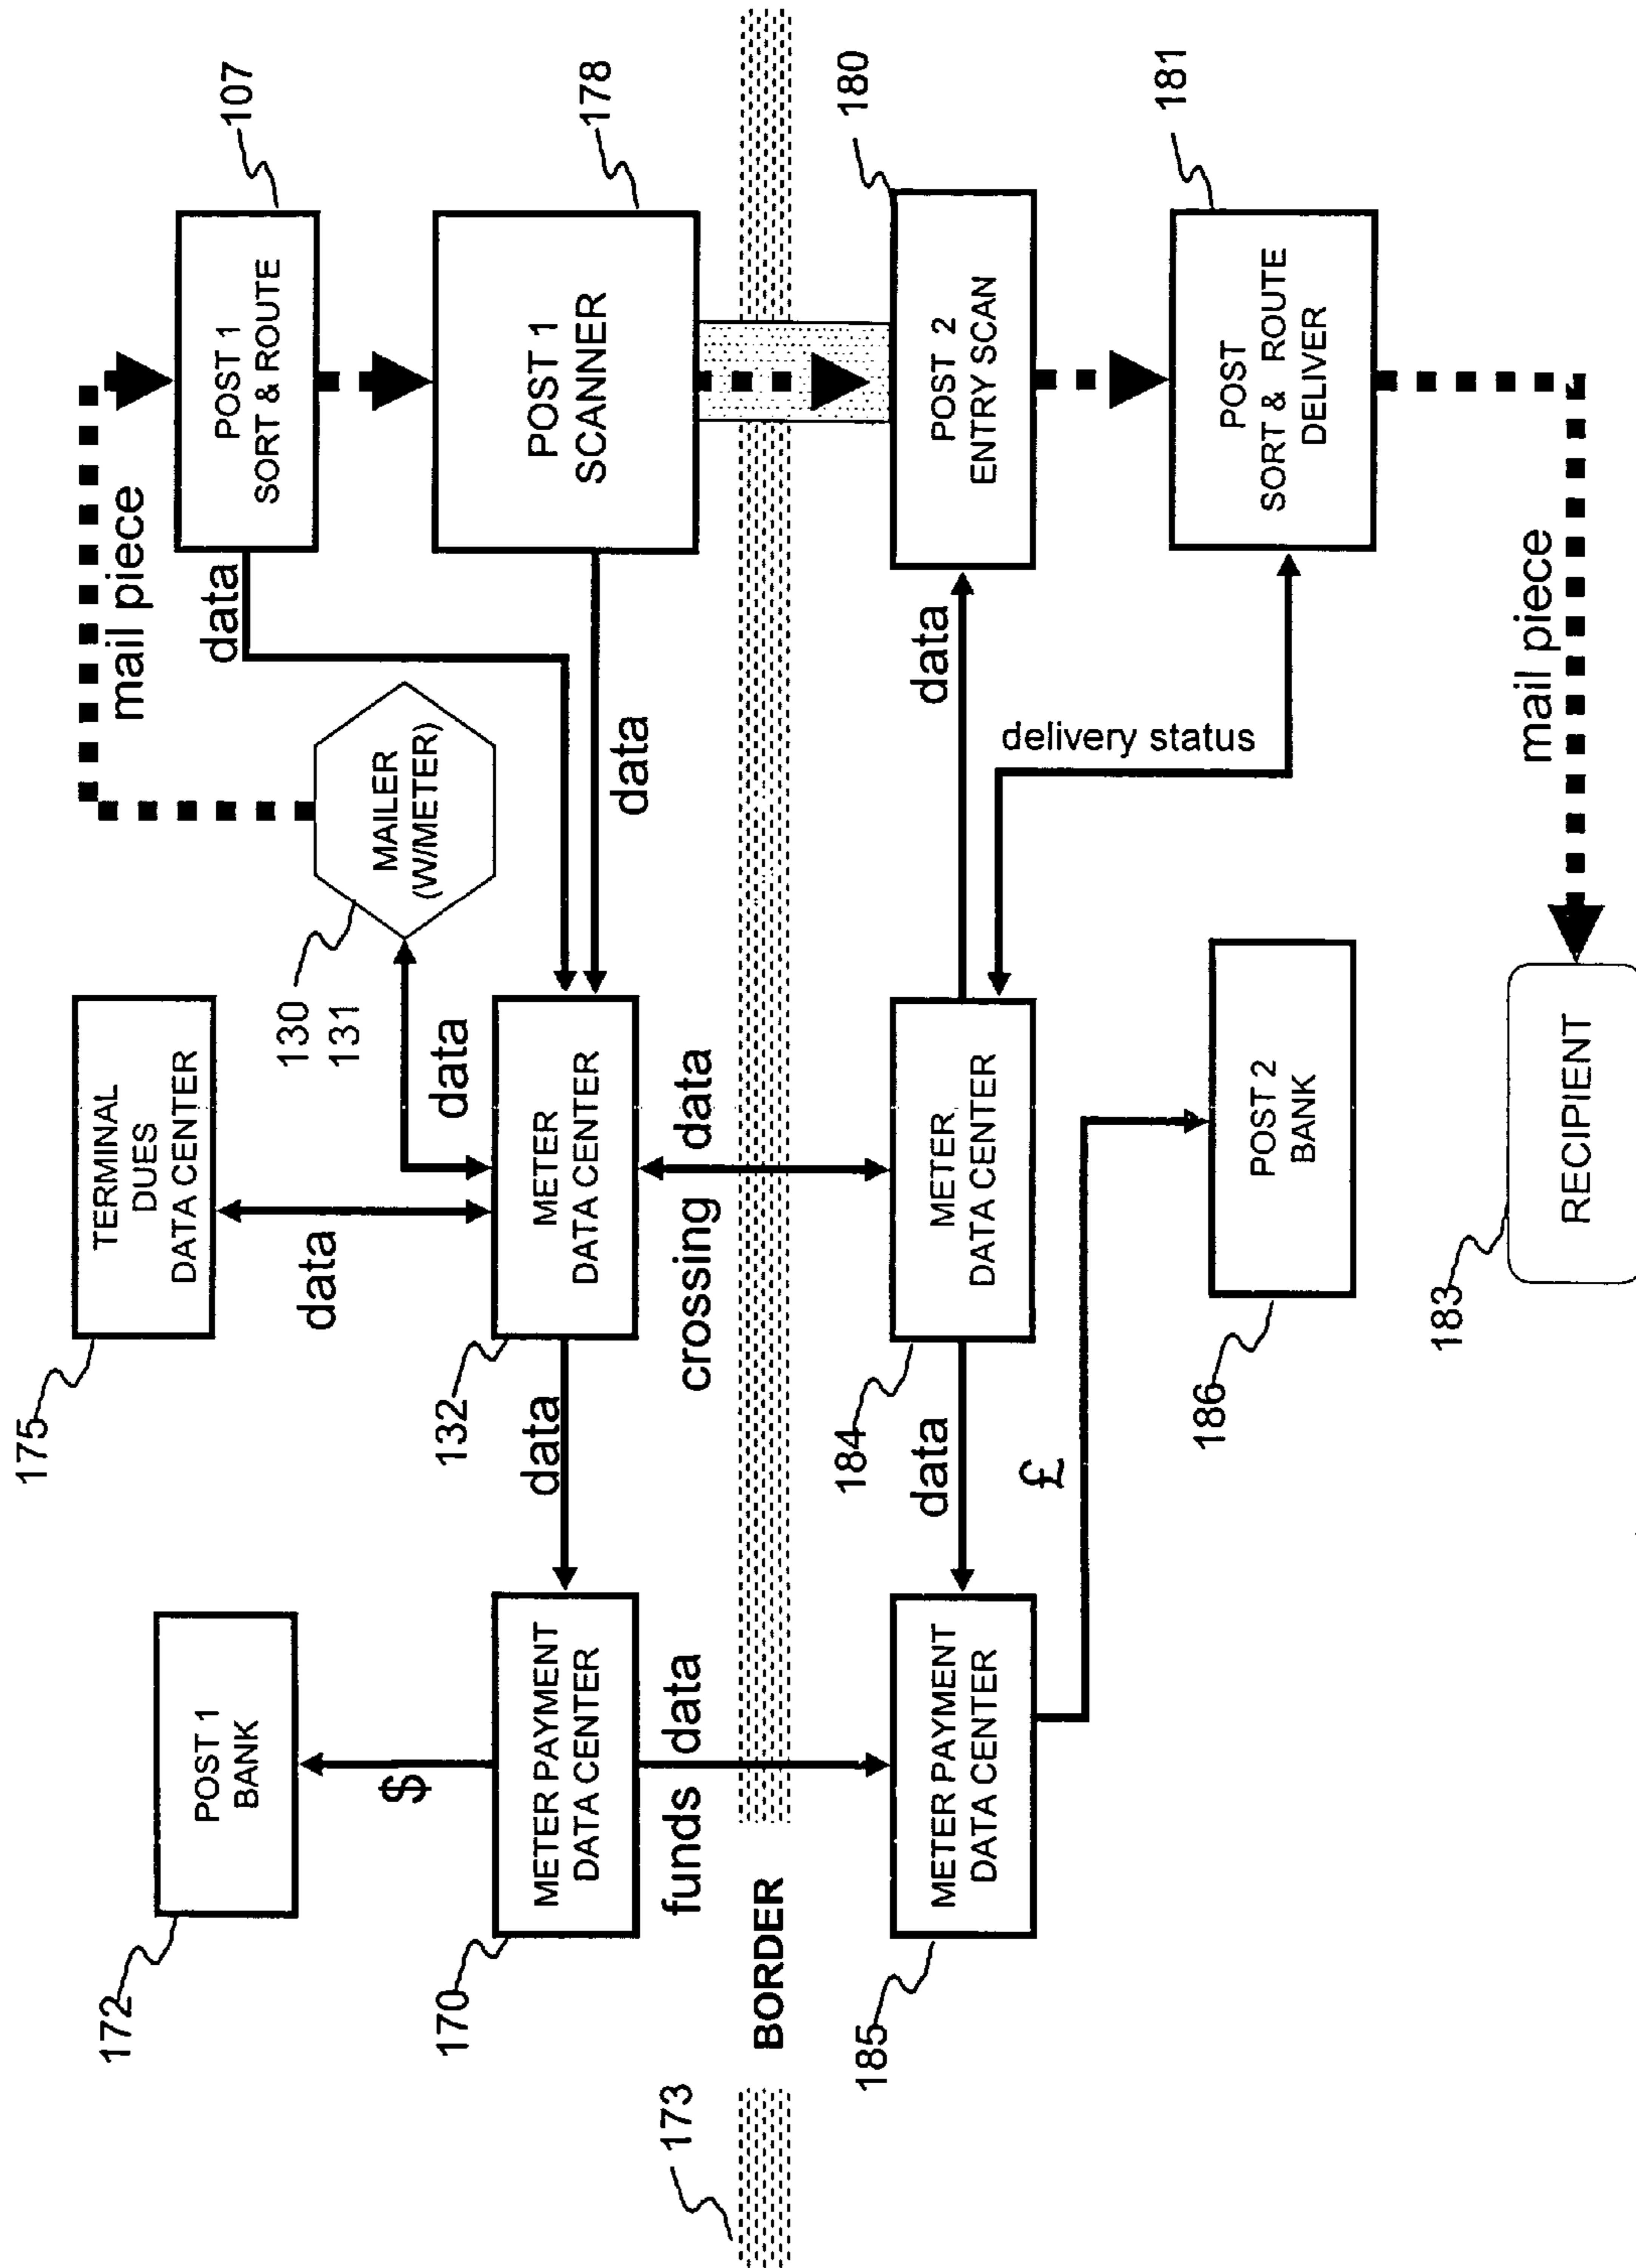 172
POST 1
BANK
$
170
METER PAYMENT
DATA CENTER
175
TERMINAL
DUES
DATA CENTER
data
132
METER
DATA CENTER
data
data
130
131
MAILER
(W/METER)
mail piece
107
POST 1
SORT & ROUTE
data
178
POST 1
SCANNER
data
funds data
crossing data
173
BORDER
185
METER PAYMENT
DATA CENTER
184
METER
DATA CENTER
data
data
180
POST 2
ENTRY SCAN
delivery status
181
POST
SORT & ROUTE
DELIVER
£
186
POST 2
BANK
mail piece
183
RECIPIENT